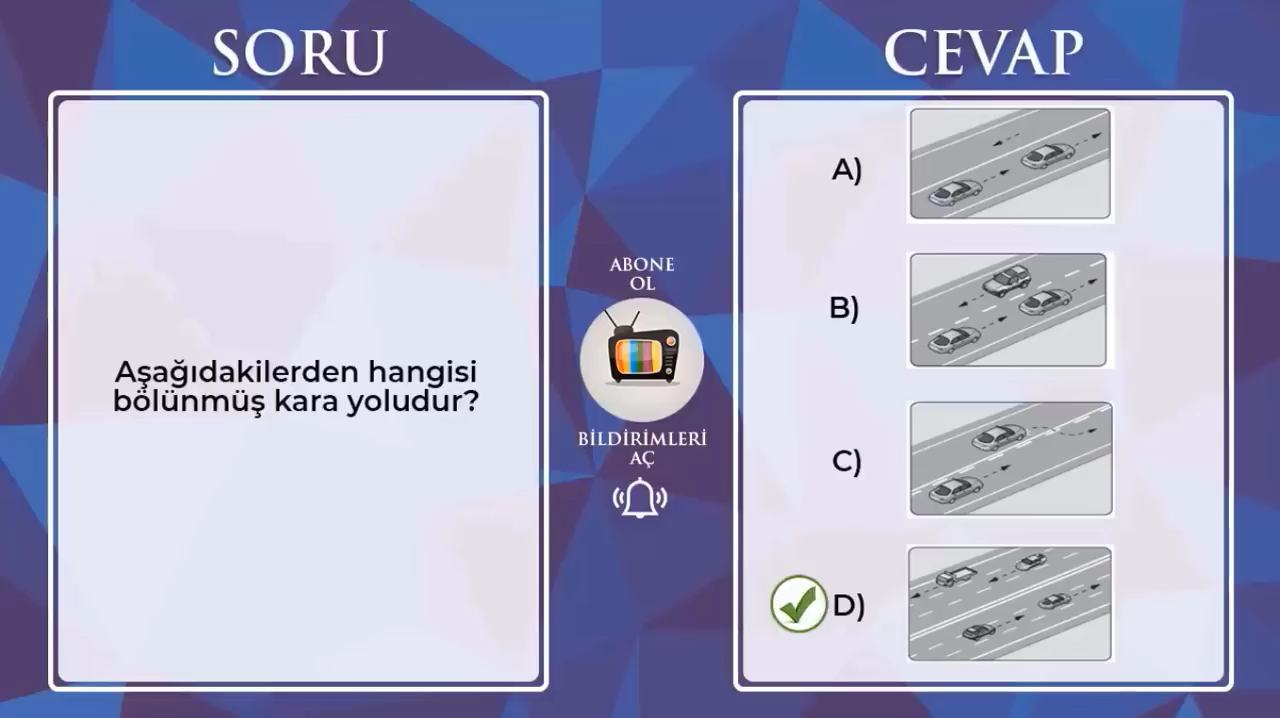 SORU
CEVAP
Aşağıdakilerden hangisi
bölünmüş kara yoludur?
ABONE
OL
BİLDİRİMLERİ
AÇ
A)
B)
C)
D)